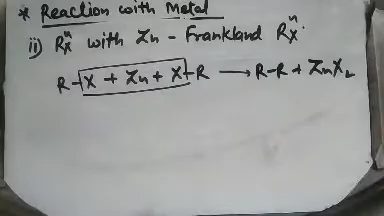 * Reaction with Metal
ii) Rxⁿ with Zn - Frankland Rxⁿ.
R-X + Zn + X-R → R-R + ZnX₂